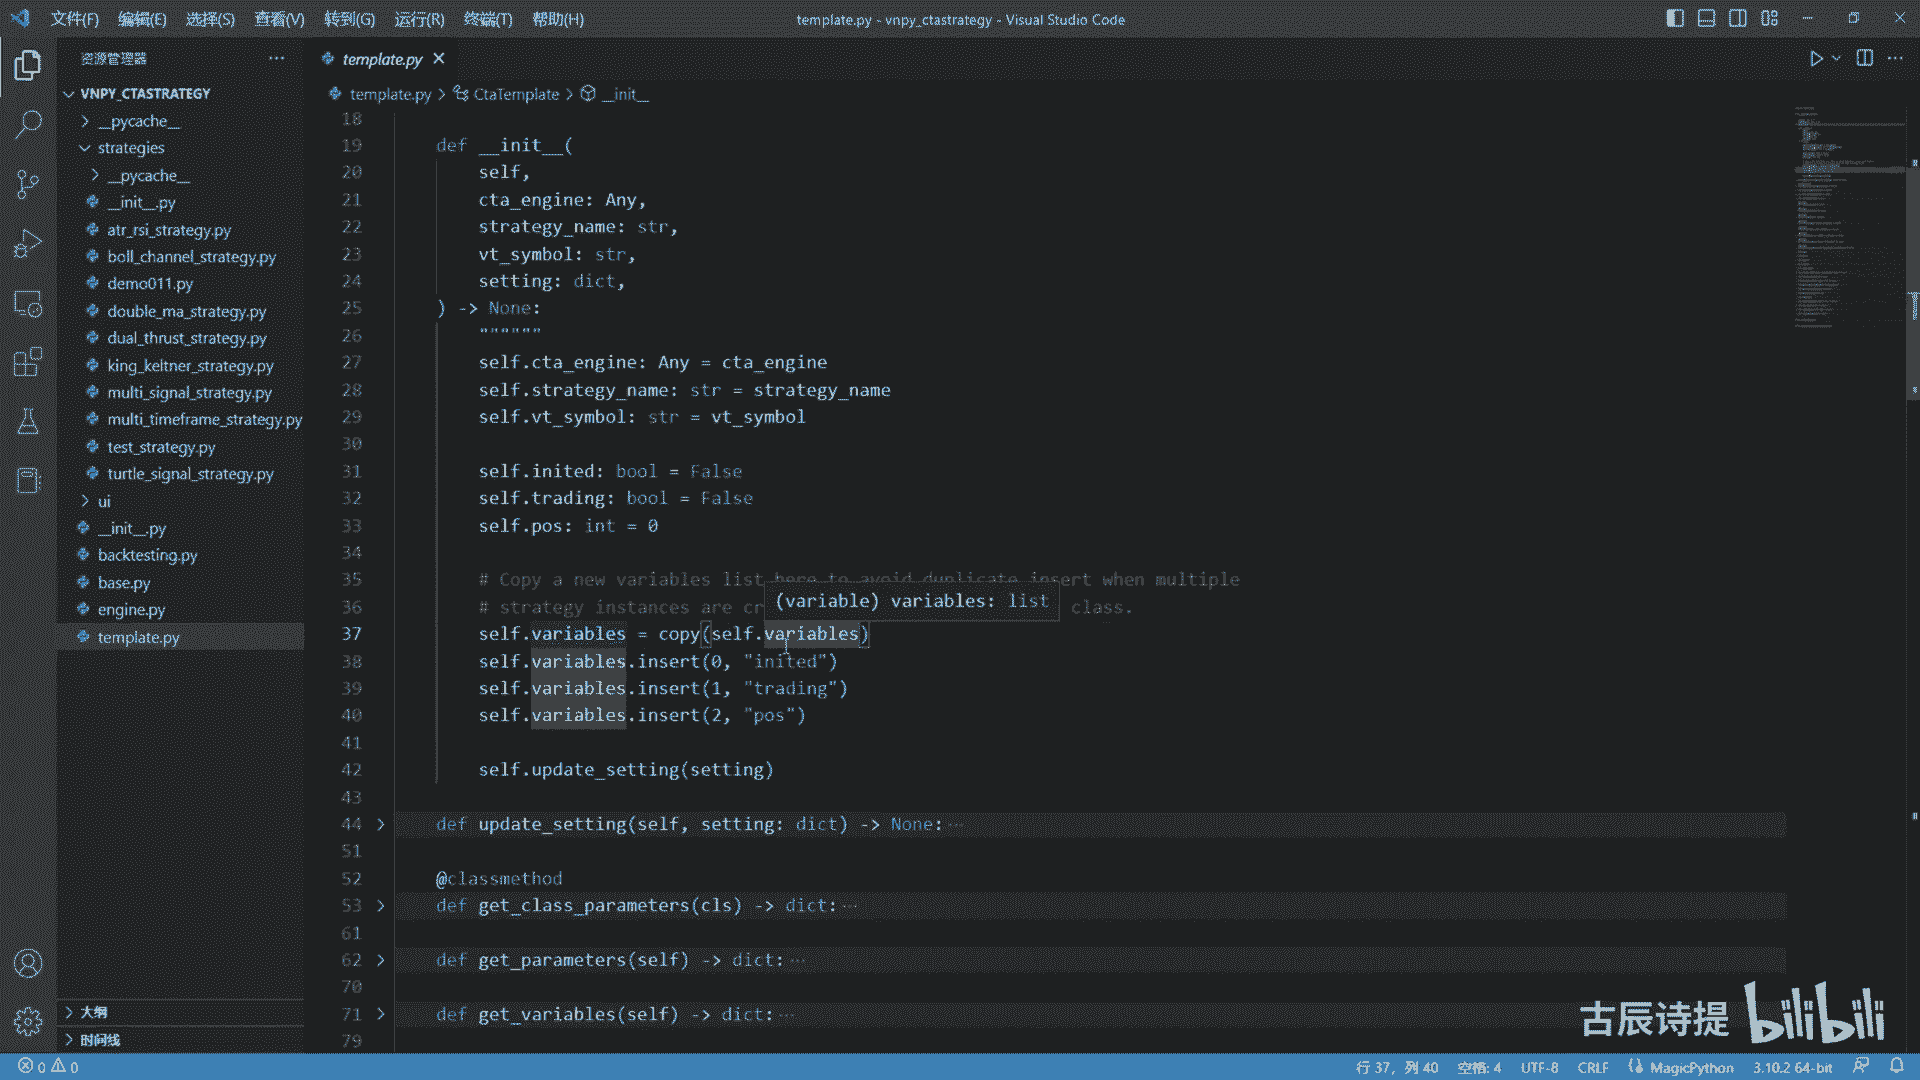 文件(F) 编辑(E) 选择(S) 查看(V) 转到(G) 运行(R) 终端(T) 帮助(H)
template.py - vnpy_ctastrategy - Visual Studio Code
资源管理器
VNPY_CTASTRATEGY
__pycache__
strategies
__pycache__
__init__.py
atr_rsi_strategy.py
boll_channel_strategy.py
demo011.py
double_ma_strategy.py
dual_thrust_strategy.py
king_keltner_strategy.py
multi_signal_strategy.py
multi_timeframe_strategy.py
test_strategy.py
turtle_signal_strategy.py
ui
__init__.py
backtesting.py
base.py
engine.py
template.py
大纲
时间线
template.py
template.py > CtaTemplate > __init__
18
19 def __init__(
20 self,
21 cta_engine: Any,
22 strategy_name: str,
23 vt_symbol: str,
24 setting: dict,
25 ) -> None:
26 """"""
27 self.cta_engine: Any = cta_engine
28 self.strategy_name: str = strategy_name
29 self.vt_symbol: str = vt_symbol
30
31 self.inited: bool = False
32 self.trading: bool = False
33 self.pos: int = 0
34
35 # Copy a new variables list here to avoid duplicate insert when multiple
(variable) variables: list
36 # strategy instances are cr class.
37 self.variables = copy(self.variables)
38 self.variables.insert(0, "inited")
39 self.variables.insert(1, "trading")
40 self.variables.insert(2, "pos")
41
42 self.update_setting(setting)
43
44 def update_setting(self, setting: dict) -> None:···
51
52 @classmethod
53 def get_class_parameters(cls) -> dict:···
61
62 def get_parameters(self) -> dict:···
70
71 def get_variables(self) -> dict:···
79
古辰诗提 bilibili
0 0
行 37, 列 40 空格: 4 UTF-8 CRLF MagicPython 3.10.2 64-bit